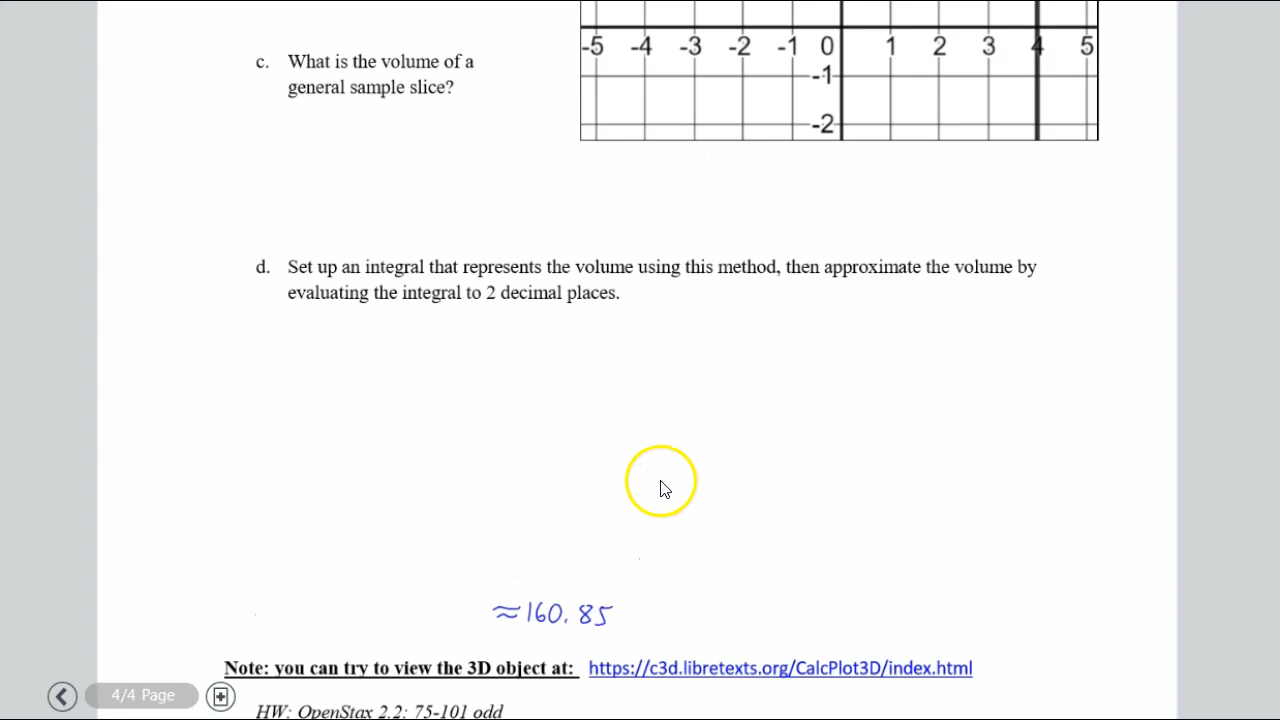 -5 -4 -3 -2 -1 0 1 2 3 4 5
c. What is the volume of a
general sample slice?
-1
-2
d. Set up an integral that represents the volume using this method, then approximate the volume by
evaluating the integral to 2 decimal places.
≈160.85
Note: you can try to view the 3D object at: https://c3d.libretexts.org/CalcPlot3D/index.html
4/4 Page
HW: OpenStax 2.2: 75-101 odd